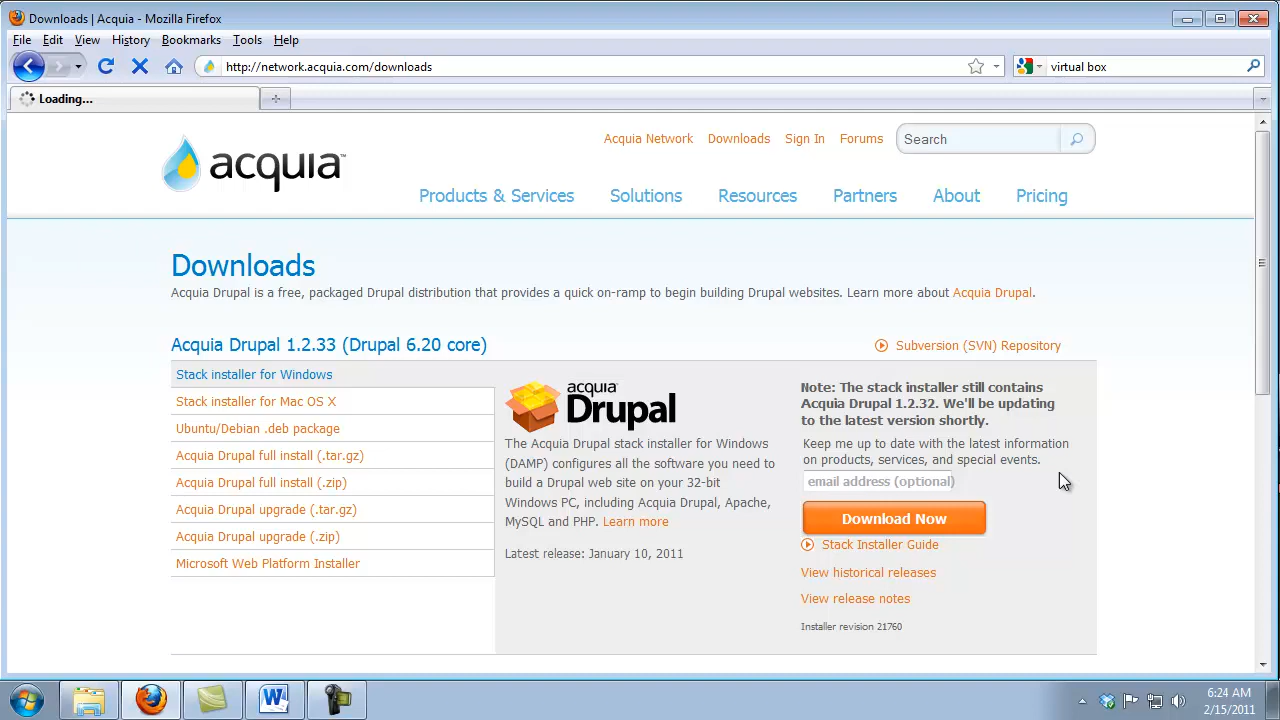 Downloads | Acquia - Mozilla Firefox
File Edit View History Bookmarks Tools Help
http://network.acquia.com/downloads
virtual box
Loading...
Acquia Network Downloads Sign In Forums Search
acquia™
Products & Services Solutions Resources Partners About Pricing
Downloads
Acquia Drupal is a free, packaged Drupal distribution that provides a quick on-ramp to begin building Drupal websites. Learn more about Acquia Drupal.
Acquia Drupal 1.2.33 (Drupal 6.20 core)
Subversion (SVN) Repository
Stack installer for Windows
Stack installer for Mac OS X
Ubuntu/Debian .deb package
Acquia Drupal full install (.tar.gz)
Acquia Drupal full install (.zip)
Acquia Drupal upgrade (.tar.gz)
Acquia Drupal upgrade (.zip)
Microsoft Web Platform Installer
acquia™
Drupal
The Acquia Drupal stack installer for Windows
(DAMP) configures all the software you need to
build a Drupal web site on your 32-bit
Windows PC, including Acquia Drupal, Apache,
MySQL and PHP. Learn more
Latest release: January 10, 2011
Note: The stack installer still contains
Acquia Drupal 1.2.32. We'll be updating
to the latest version shortly.
Keep me up to date with the latest information
on products, services, and special events.
email address (optional)
Download Now
Stack Installer Guide
View historical releases
View release notes
Installer revision 21760
6:24 AM
2/15/2011